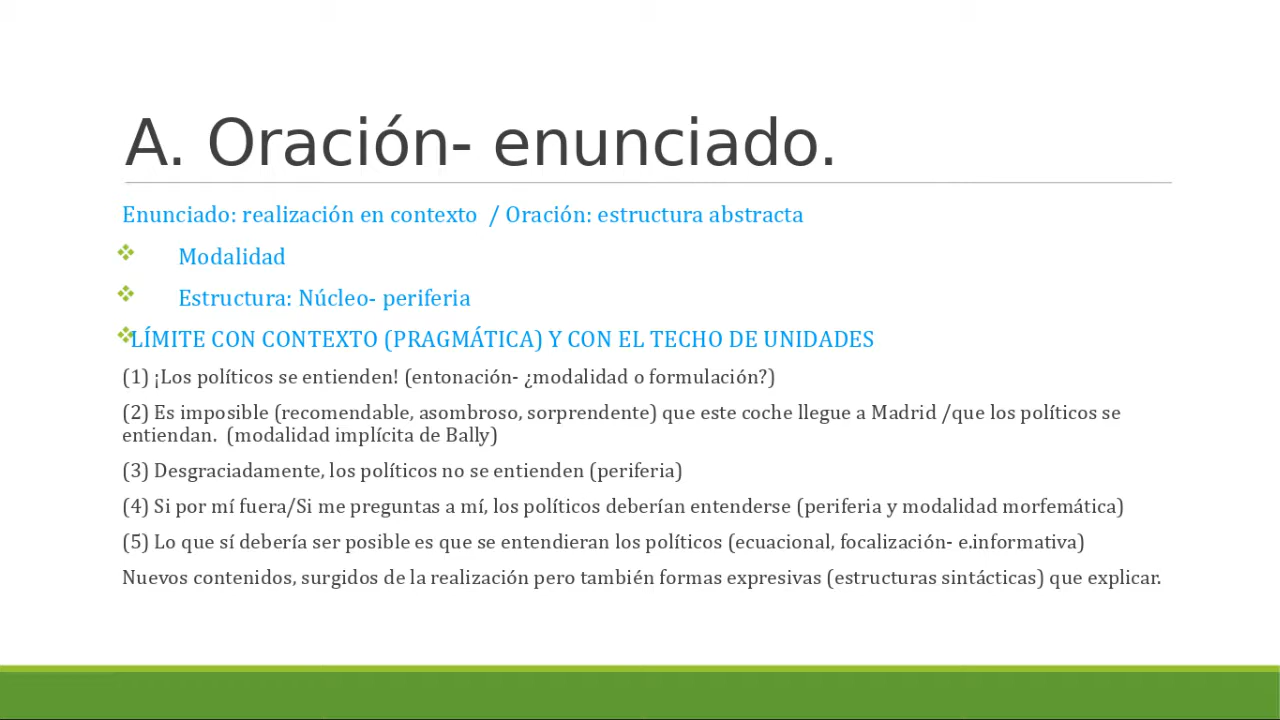 A. Oración- enunciado.
Enunciado: realización en contexto / Oración: estructura abstracta
Modalidad
Estructura: Núcleo- periferia
LÍMITE CON CONTEXTO (PRAGMÁTICA) Y CON EL TECHO DE UNIDADES
(1) ¡Los políticos se entienden! (entonación- ¿modalidad o formulación?)
(2) Es imposible (recomendable, asombroso, sorprendente) que este coche llegue a Madrid /que los políticos se
entiendan. (modalidad implícita de Bally)
(3) Desgraciadamente, los políticos no se entienden (periferia)
(4) Si por mí fuera/Si me preguntas a mí, los políticos deberían entenderse (periferia y modalidad morfemática)
(5) Lo que sí debería ser posible es que se entendieran los políticos (ecuacional, focalización- e.informativa)
Nuevos contenidos, surgidos de la realización pero también formas expresivas (estructuras sintácticas) que explicar.